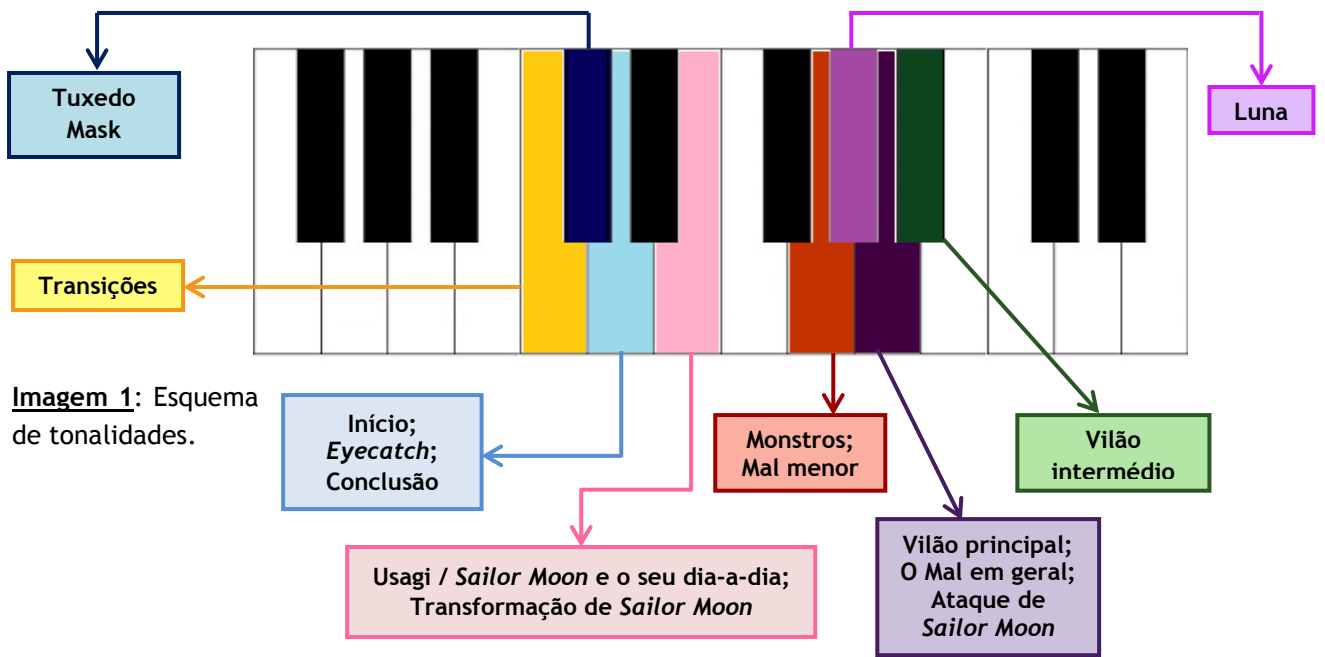 Tuxedo
Mask
Luna
Transições
Imagem 1: Esquema
de tonalidades.
Início;
Eyecatch;
Conclusão
Monstros;
Mal menor
Vilão
intermédio
Usagi / Sailor Moon e o seu dia-a-dia;
Transformação de Sailor Moon
Vilão principal;
O Mal em geral;
Ataque de
Sailor Moon